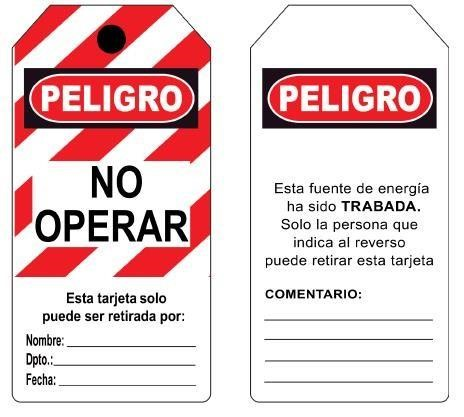 PELIGRO
NO
OPERAR
Esta tarjeta solo
puede ser retirada por:
Nombre:
Dpto.:
Fecha:
PELIGRO
Esta fuente de energía
ha sido TRABADA.
Solo la persona que
indica al reverso
puede retirar esta tarjeta
COMENTARIO: